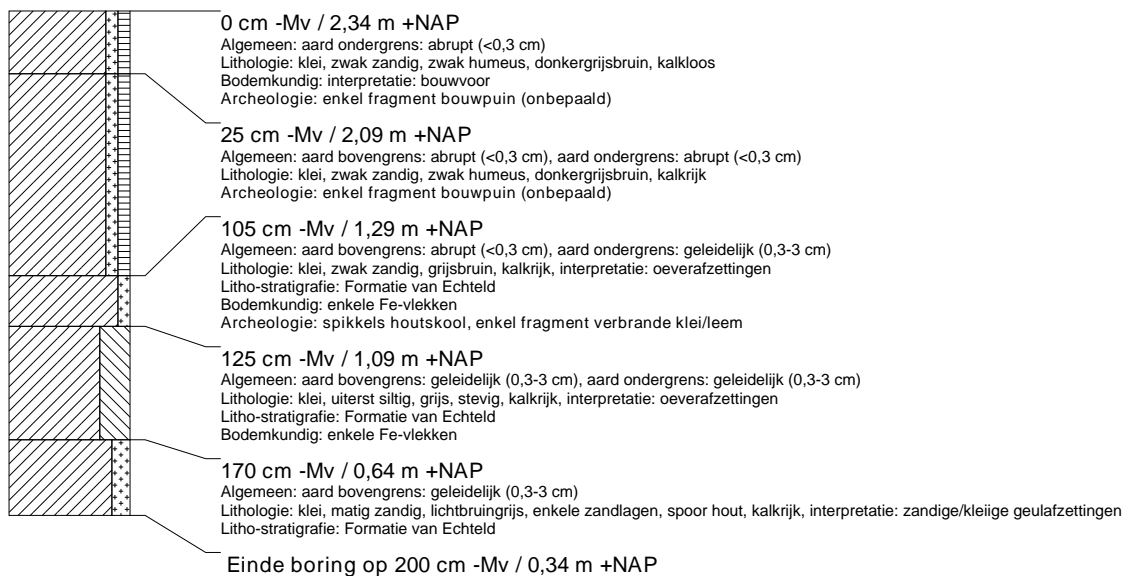 0 cm -Mv / 2,34 m +NAP
Algemeen: aard ondergrens: abrupt (<0,3 cm)
Lithologie: klei, zwak zandig, zwak humeus, donkergrijsbruin, kalkloos
Bodemkundig: interpretatie: bouwvoor
Archeologie: enkel fragment bouwpuin (onbepaald)
25 cm -Mv / 2,09 m +NAP
Algemeen: aard bovengrens: abrupt (<0,3 cm), aard ondergrens: abrupt (<0,3 cm)
Lithologie: klei, zwak zandig, zwak humeus, donkergrijsbruin, kalkrijk
Archeologie: enkel fragment bouwpuin (onbepaald)
105 cm -Mv / 1,29 m +NAP
Algemeen: aard bovengrens: abrupt (<0,3 cm), aard ondergrens: geleidelijk (0,3-3 cm)
Lithologie: klei, zwak zandig, grijsbruin, kalkrijk, interpretatie: oeverafzettingen
Litho-stratigrafie: Formatie van Echteld
Bodemkundig: enkele Fe-vlekken
Archeologie: spikkels houtskool, enkel fragment verbrande klei/leem
125 cm -Mv / 1,09 m +NAP
Algemeen: aard bovengrens: geleidelijk (0,3-3 cm), aard ondergrens: geleidelijk (0,3-3 cm)
Lithologie: klei, uiterst siltig, grijs, stevig, kalkrijk, interpretatie: oeverafzettingen
Litho-stratigrafie: Formatie van Echteld
Bodemkundig: enkele Fe-vlekken
170 cm -Mv / 0,64 m +NAP
Algemeen: aard bovengrens: geleidelijk (0,3-3 cm)
Lithologie: klei, matig zandig, lichtbruingrijs, enkele zandlagen, spoor hout, kalkrijk, interpretatie: zandige/kleiige geulafzettingen
Litho-stratigrafie: Formatie van Echteld
Einde boring op 200 cm -Mv / 0,34 m +NAP